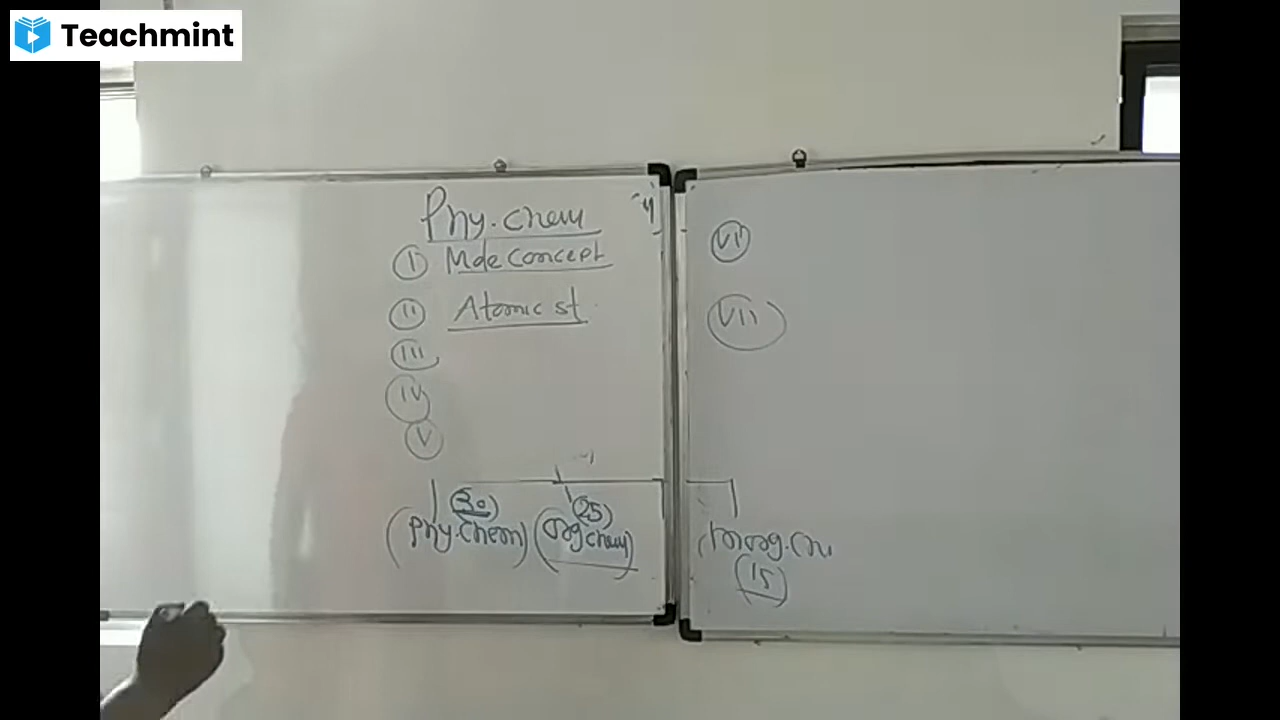 Teachmint
Phy. Chem
(I) Mole Concept
(II) Atomic st.
(III)
(IV)
(V)
(VI)
(VII)
(30) (25)
(Phy. Chem) (Org Chem) (Inorg. Ch.
(15)